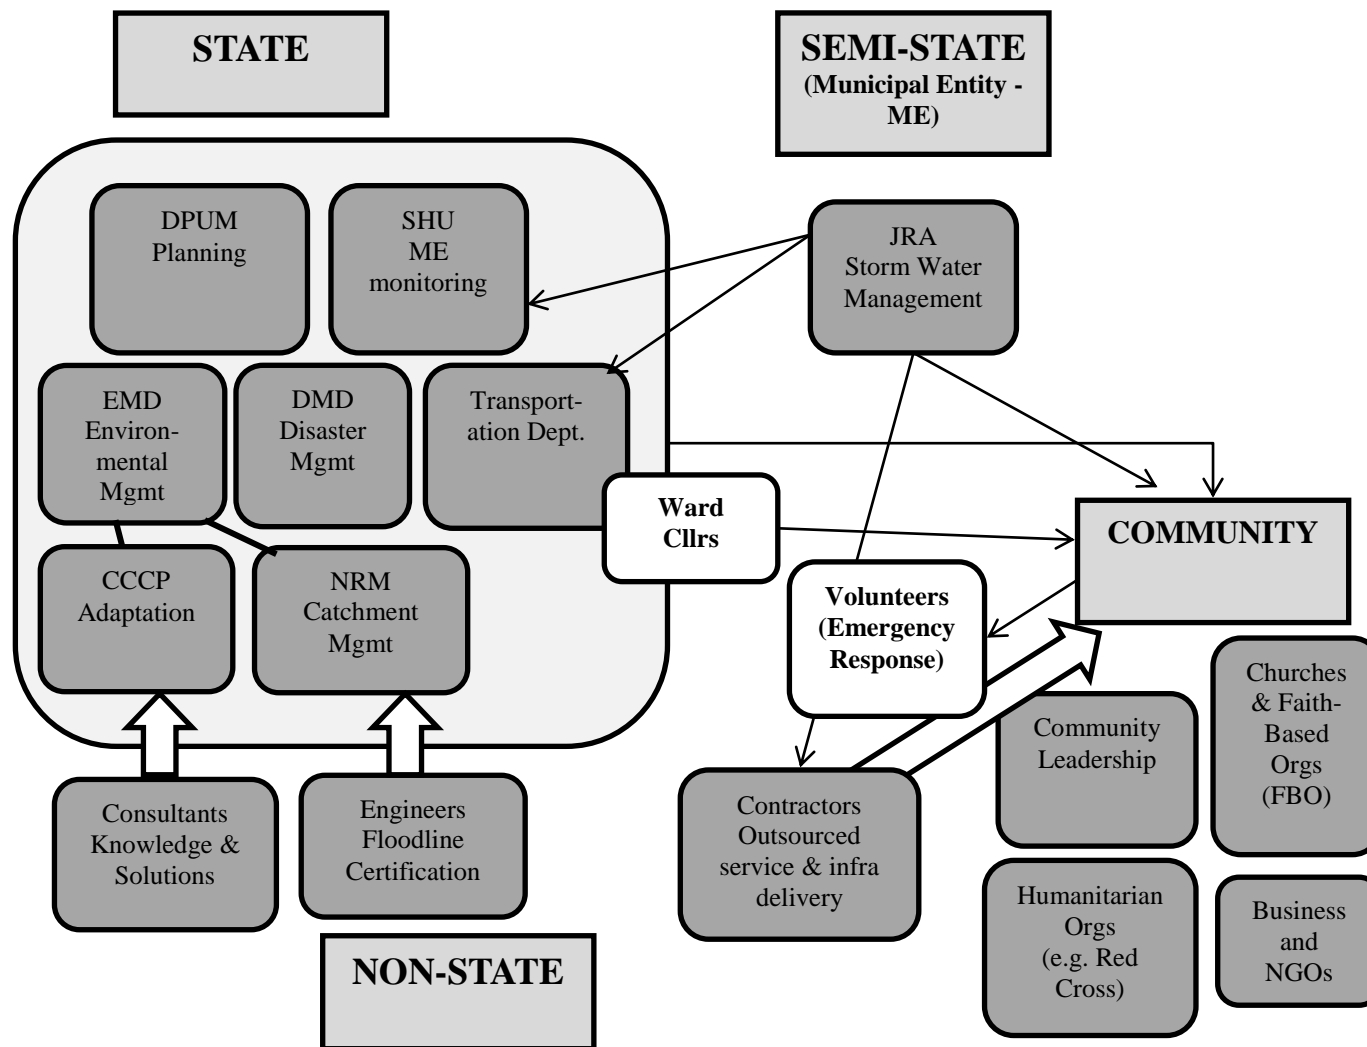 STATE
SEMI-STATE
(Municipal Entity -
ME)
DPUM
Planning
SHU
ME
monitoring
JRA
Storm Water
Management
EMD
Environ-
mental
Mgmt
DMD
Disaster
Mgmt
Transport-
ation Dept.
Ward
Cllrs
COMMUNITY
CCCP
Adaptation
NRM
Catchment
Mgmt
Volunteers
(Emergency
Response)
Churches
& Faith-
Based
Orgs
(FBO)
Community
Leadership
Consultants
Knowledge &
Solutions
Engineers
Floodline
Certification
Contractors
Outsourced
service & infra
delivery
Humanitarian
Orgs
(e.g. Red
Cross)
Business
and
NGOs
NON-STATE